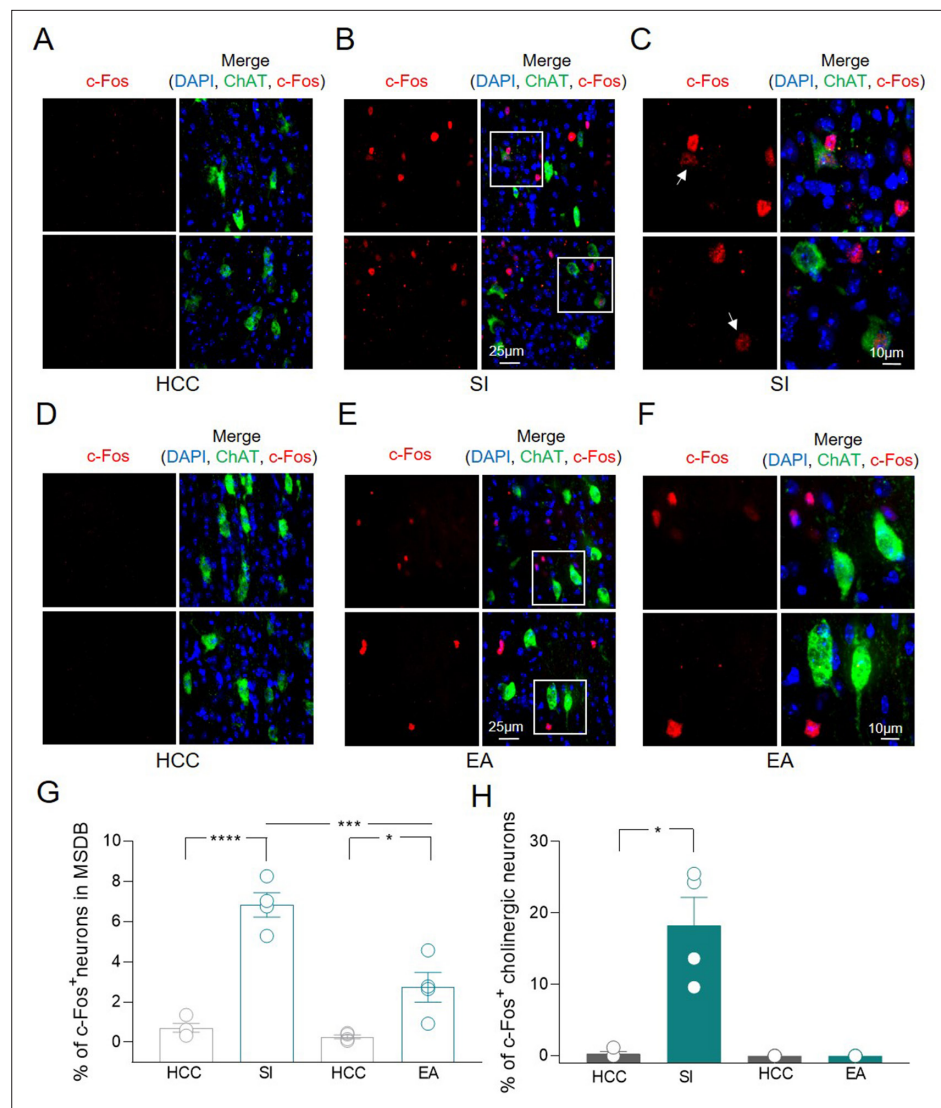 A
B
C
Merge
c-Fos (DAPI, ChAT, c-Fos)
Merge
c-Fos (DAPI, ChAT, c-Fos)
Merge
c-Fos (DAPI, ChAT, c-Fos)
25μm
10μm
HCC
SI
SI
D
E
F
Merge
c-Fos (DAPI, ChAT, c-Fos)
Merge
c-Fos (DAPI, ChAT, c-Fos)
Merge
c-Fos (DAPI, ChAT, c-Fos)
25μm
10μm
HCC
EA
EA
G
% of c-Fos+ neurons in MSDB
10
8
6
4
2
0
****
***
*
HCC SI HCC EA
H
% of c-Fos+ cholinergic neurons
30
20
10
0
*
HCC SI HCC EA